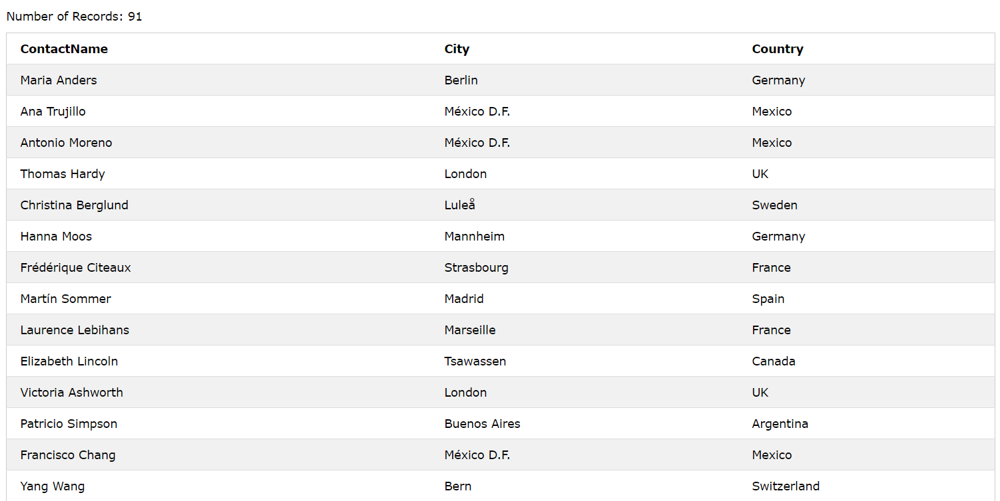 Number of Records: 91
ContactName City Country
Maria Anders Berlin Germany
Ana Trujillo México D.F. Mexico
Antonio Moreno México D.F. Mexico
Thomas Hardy London UK
Christina Berglund Luleå Sweden
Hanna Moos Mannheim Germany
Frédérique Citeaux Strasbourg France
Martín Sommer Madrid Spain
Laurence Lebihans Marseille France
Elizabeth Lincoln Tsawassen Canada
Victoria Ashworth London UK
Patricio Simpson Buenos Aires Argentina
Francisco Chang México D.F. Mexico
Yang Wang Bern Switzerland